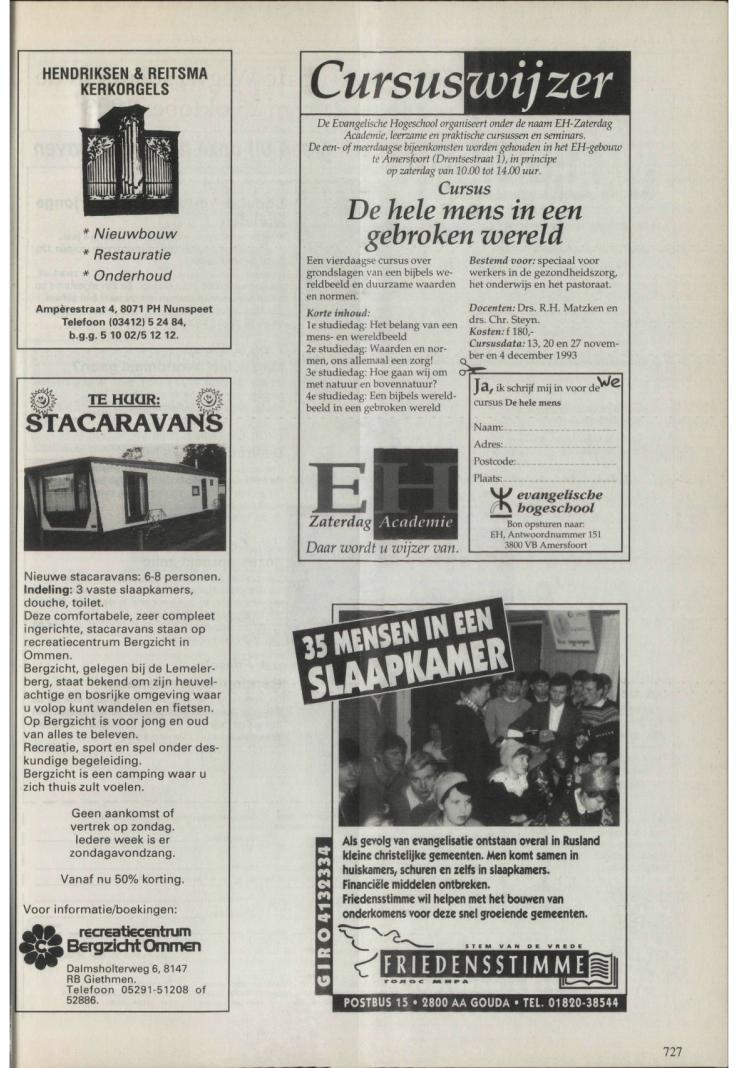 HENDRIKSEN & REITSMA
KERKORGELS
* Nieuwbouw
* Restauratie
* Onderhoud
Ampèrestraat 4, 8071 PH Nunspeet
Telefoon (03412) 5 24 84,
b.g.g. 5 10 02/5 12 12.
TE HUUR:
STACARAVANS
Nieuwe stacaravans: 6-8 personen.
Indeling: 3 vaste slaapkamers,
douche, toilet.
Deze comfortabele, zeer compleet
ingerichte, stacaravans staan op
recreatiecentrum Bergzicht in
Ommen.
Bergzicht, gelegen bij de Lemeler-
berg, staat bekend om zijn heuvel-
achtige en bosrijke omgeving waar
u volop kunt wandelen en fietsen.
Op Bergzicht is voor jong en oud
van alles te beleven.
Recreatie, sport en spel onder des-
kundige begeleiding.
Bergzicht is een camping waar u
zich thuis zult voelen.
Geen aankomst of
vertrek op zondag.
Iedere week is er
zondagavondzang.
Vanaf nu 50% korting.
Voor informatie/boekingen:
recreatiecentrum
Bergzicht Ommen
Dalmsholterweg 6, 8147
RB Giethmen.
Telefoon 05291-51208 of
52886.
Cursuswijzer
De Evangelische Hogeschool organiseert onder de naam EH-Zaterdag
Academie, leerzame en praktische cursussen en seminars.
De een- of meerdaagse bijeenkomsten worden gehouden in het EH-gebouw
te Amersfoort (Drentsestraat 1), in principe
op zaterdag van 10.00 tot 14.00 uur.
Cursus
De hele mens in een
gebroken wereld
Een vierdaagse cursus over
grondslagen van een bijbels we-
reldbeeld en duurzame waarden
en normen.
Korte inhoud:
1e studiedag: Het belang van een
mens- en wereldbeeld
2e studiedag: Waarden en nor-
men, ons allemaal een zorg!
3e studiedag: Hoe gaan wij om
met natuur en bovennatuur?
4e studiedag: Een bijbels wereld-
beeld in een gebroken wereld
EH
Zaterdag Academie
Daar wordt u wijzer van.
Bestemd voor: speciaal voor
werkers in de gezondheidszorg,
het onderwijs en het pastoraat.
Docenten: Drs. R.H. Matzken en
drs. Chr. Steyn.
Kosten: f 180,-
Cursusdata: 13, 20 en 27 novem-
ber en 4 december 1993
Ja, ik schrijf mij in voor de We
cursus De hele mens
Naam:
Adres:
Postcode:
Plaats:
evangelische
hogeschool
Bon opsturen naar:
EH, Antwoordnummer 151
3800 VB Amersfoort
35 MENSEN IN EEN
SLAAPKAMER
Als gevolg van evangelisatie ontstaan overal in Rusland
kleine christelijke gemeenten. Men komt samen in
huiskamers, schuren en zelfs in slaapkamers.
Financiële middelen ontbreken.
Friedensstimme wil helpen met het bouwen van
onderkomens voor deze snel groeiende gemeenten.
GIRO 4132334
STEM VAN DE VREDE
FRIEDENSSTIMME
ГОЛОС МИРА
POSTBUS 15 • 2800 AA GOUDA • TEL. 01820-38544
727